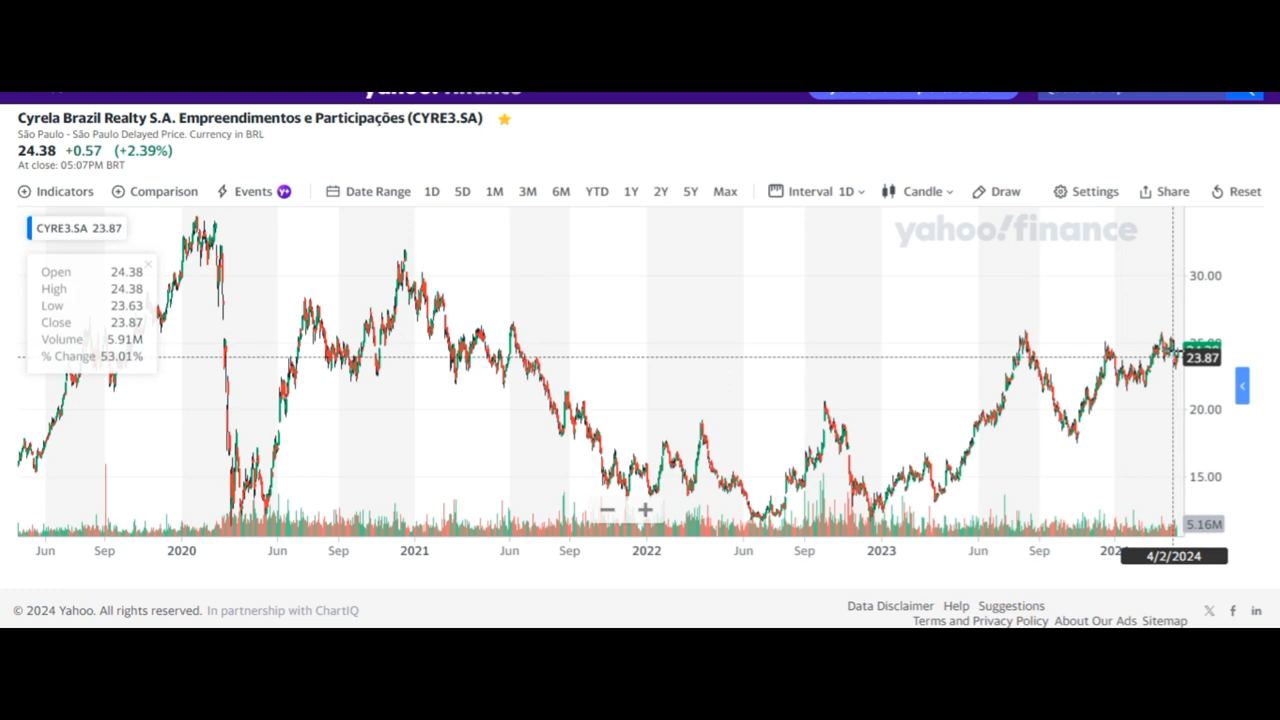 yahoo! finance
Cyrela Brazil Realty S.A. Empreendimentos e Participações (CYRE3.SA)
São Paulo - São Paulo Delayed Price. Currency in BRL
24.38 +0.57 (+2.39%)
At close: 05:07PM BRT
Indicators Comparison Events Y+ Date Range 1D 5D 1M 3M 6M YTD 1Y 2Y 5Y Max Interval 1D Candle Draw Settings Share Reset
CYRE3.SA 23.87
yahoo!finance
Open 24.38
High 24.38
Low 23.63
Close 23.87
Volume 5.91M
% Change 53.01%
30.00
23.87
20.00
15.00
5.16M
Jun Sep 2020 Jun Sep 2021 Jun Sep 2022 Jun Sep 2023 Jun Sep
4/2/2024
© 2024 Yahoo. All rights reserved. In partnership with ChartIQ
Data Disclaimer Help Suggestions
Terms and Privacy Policy About Our Ads Sitemap